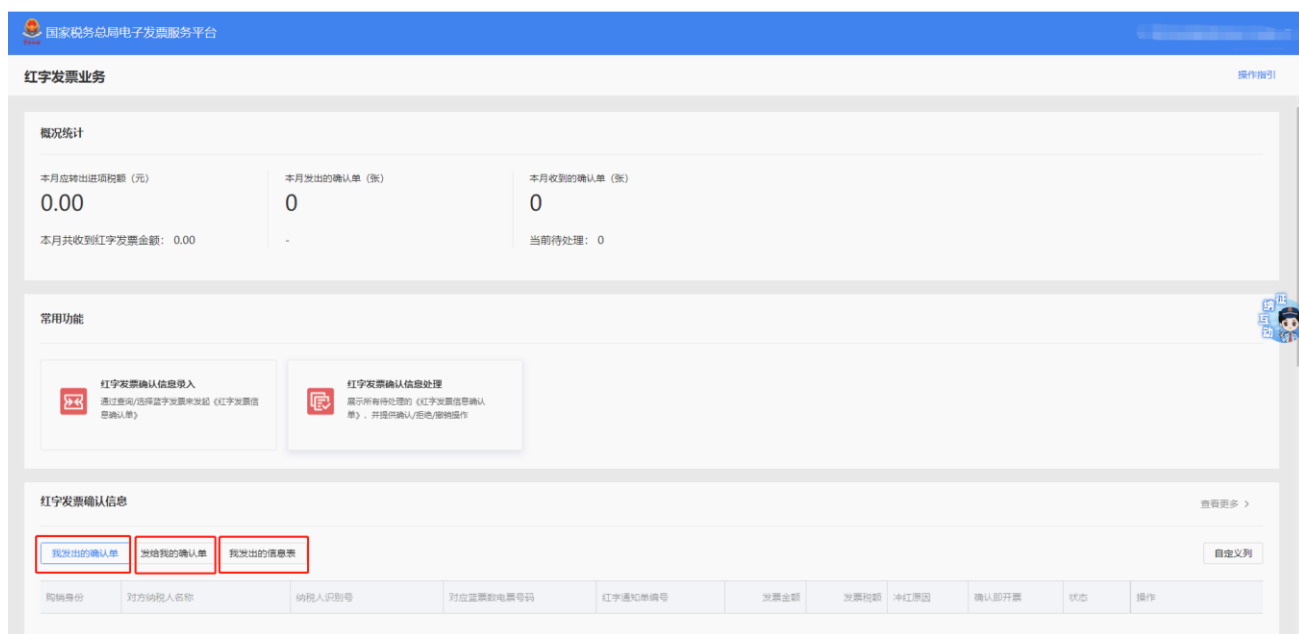 国家税务总局电子发票服务平台
红字发票业务
操作指引
概况统计
本月应转出进项税额（元）
本月发出的确认单（张）
本月收到的确认单（张）
0.00
0
0
本月共收到红字发票金额： 0.00
-
当前待处理： 0
常用功能
征纳互动
红字发票确认信息录入
通过查询/选择蓝字发票来发起《红字发票信
息确认单》
红字发票确认信息处理
展示所有待处理的《红字发票信息确认
单》，并提供确认/拒绝/撤销操作
红字发票确认信息
查看更多 >
我发出的确认单
发给我的确认单
我发出的信息表
自定义列
购销身份
对方纳税人名称
纳税人识别号
对应蓝票数电票号码
红字通知单编号
发票金额
发票税额
冲红原因
确认即开票
状态
操作